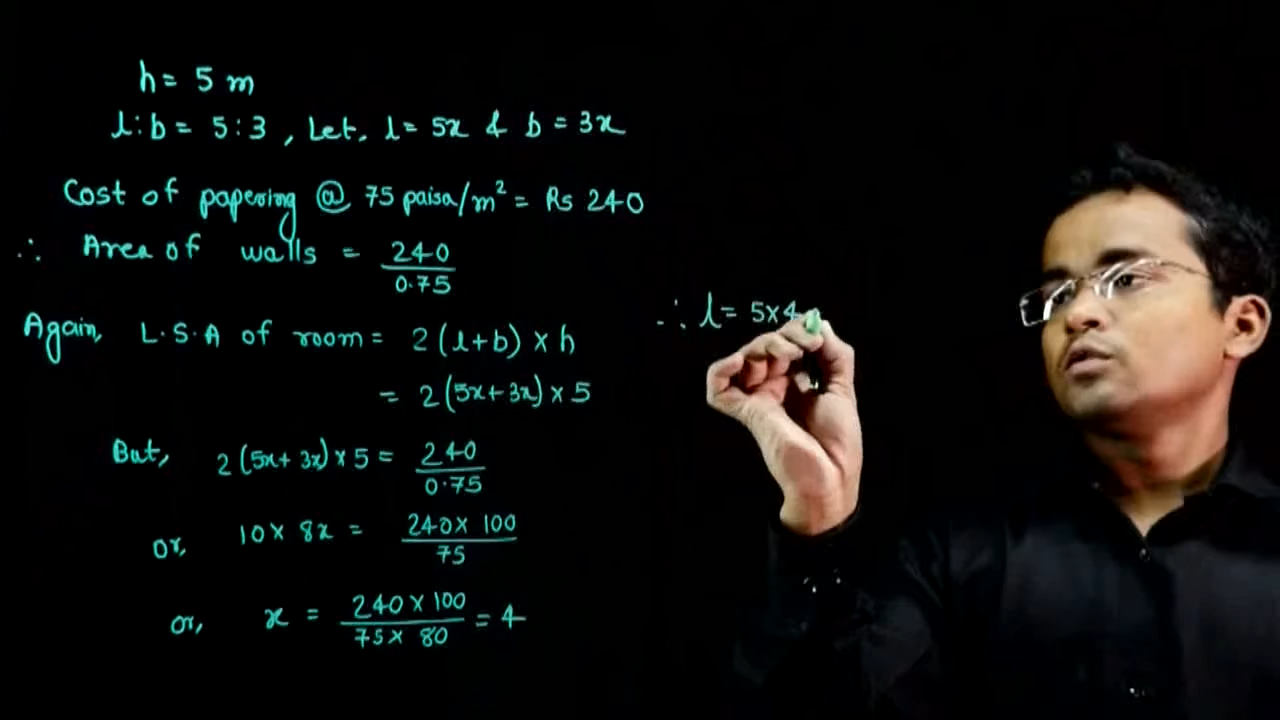 h = 5 m
l:b = 5:3 , Let, l = 5x & b = 3x
Cost of papering @ 75 paisa/m² = Rs 240
∴ Area of walls = 240/0.75
Again, L.S.A of room = 2(l+b) × h
= 2(5x+3x) × 5
But, 2(5x+3x) × 5 = 240/0.75
or, 10 × 8x = 240 × 100/75
or, x = 240 × 100/75 × 80 = 4
∴ l = 5×4